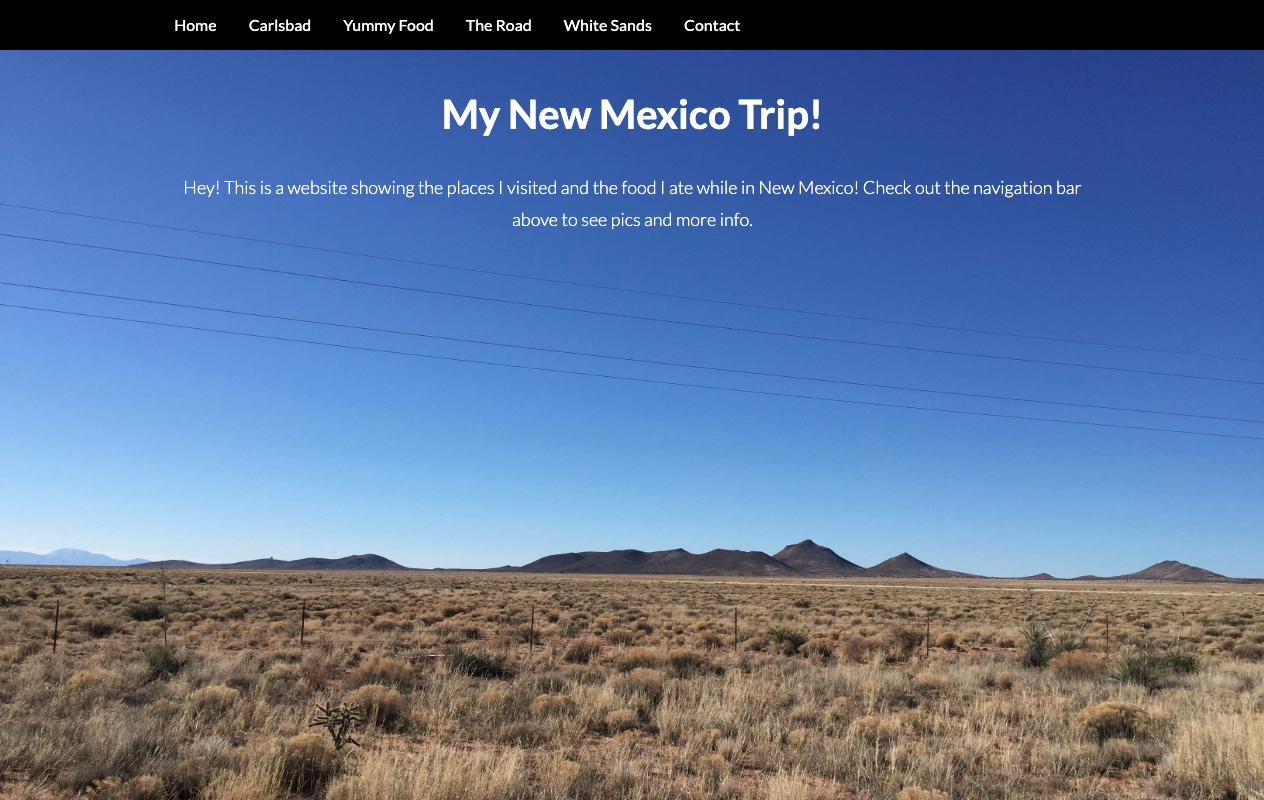 Home Carlsbad Yummy Food The Road White Sands Contact
My New Mexico Trip!
Hey! This is a website showing the places I visited and the food I ate while in New Mexico! Check out the navigation bar
above to see pics and more info.